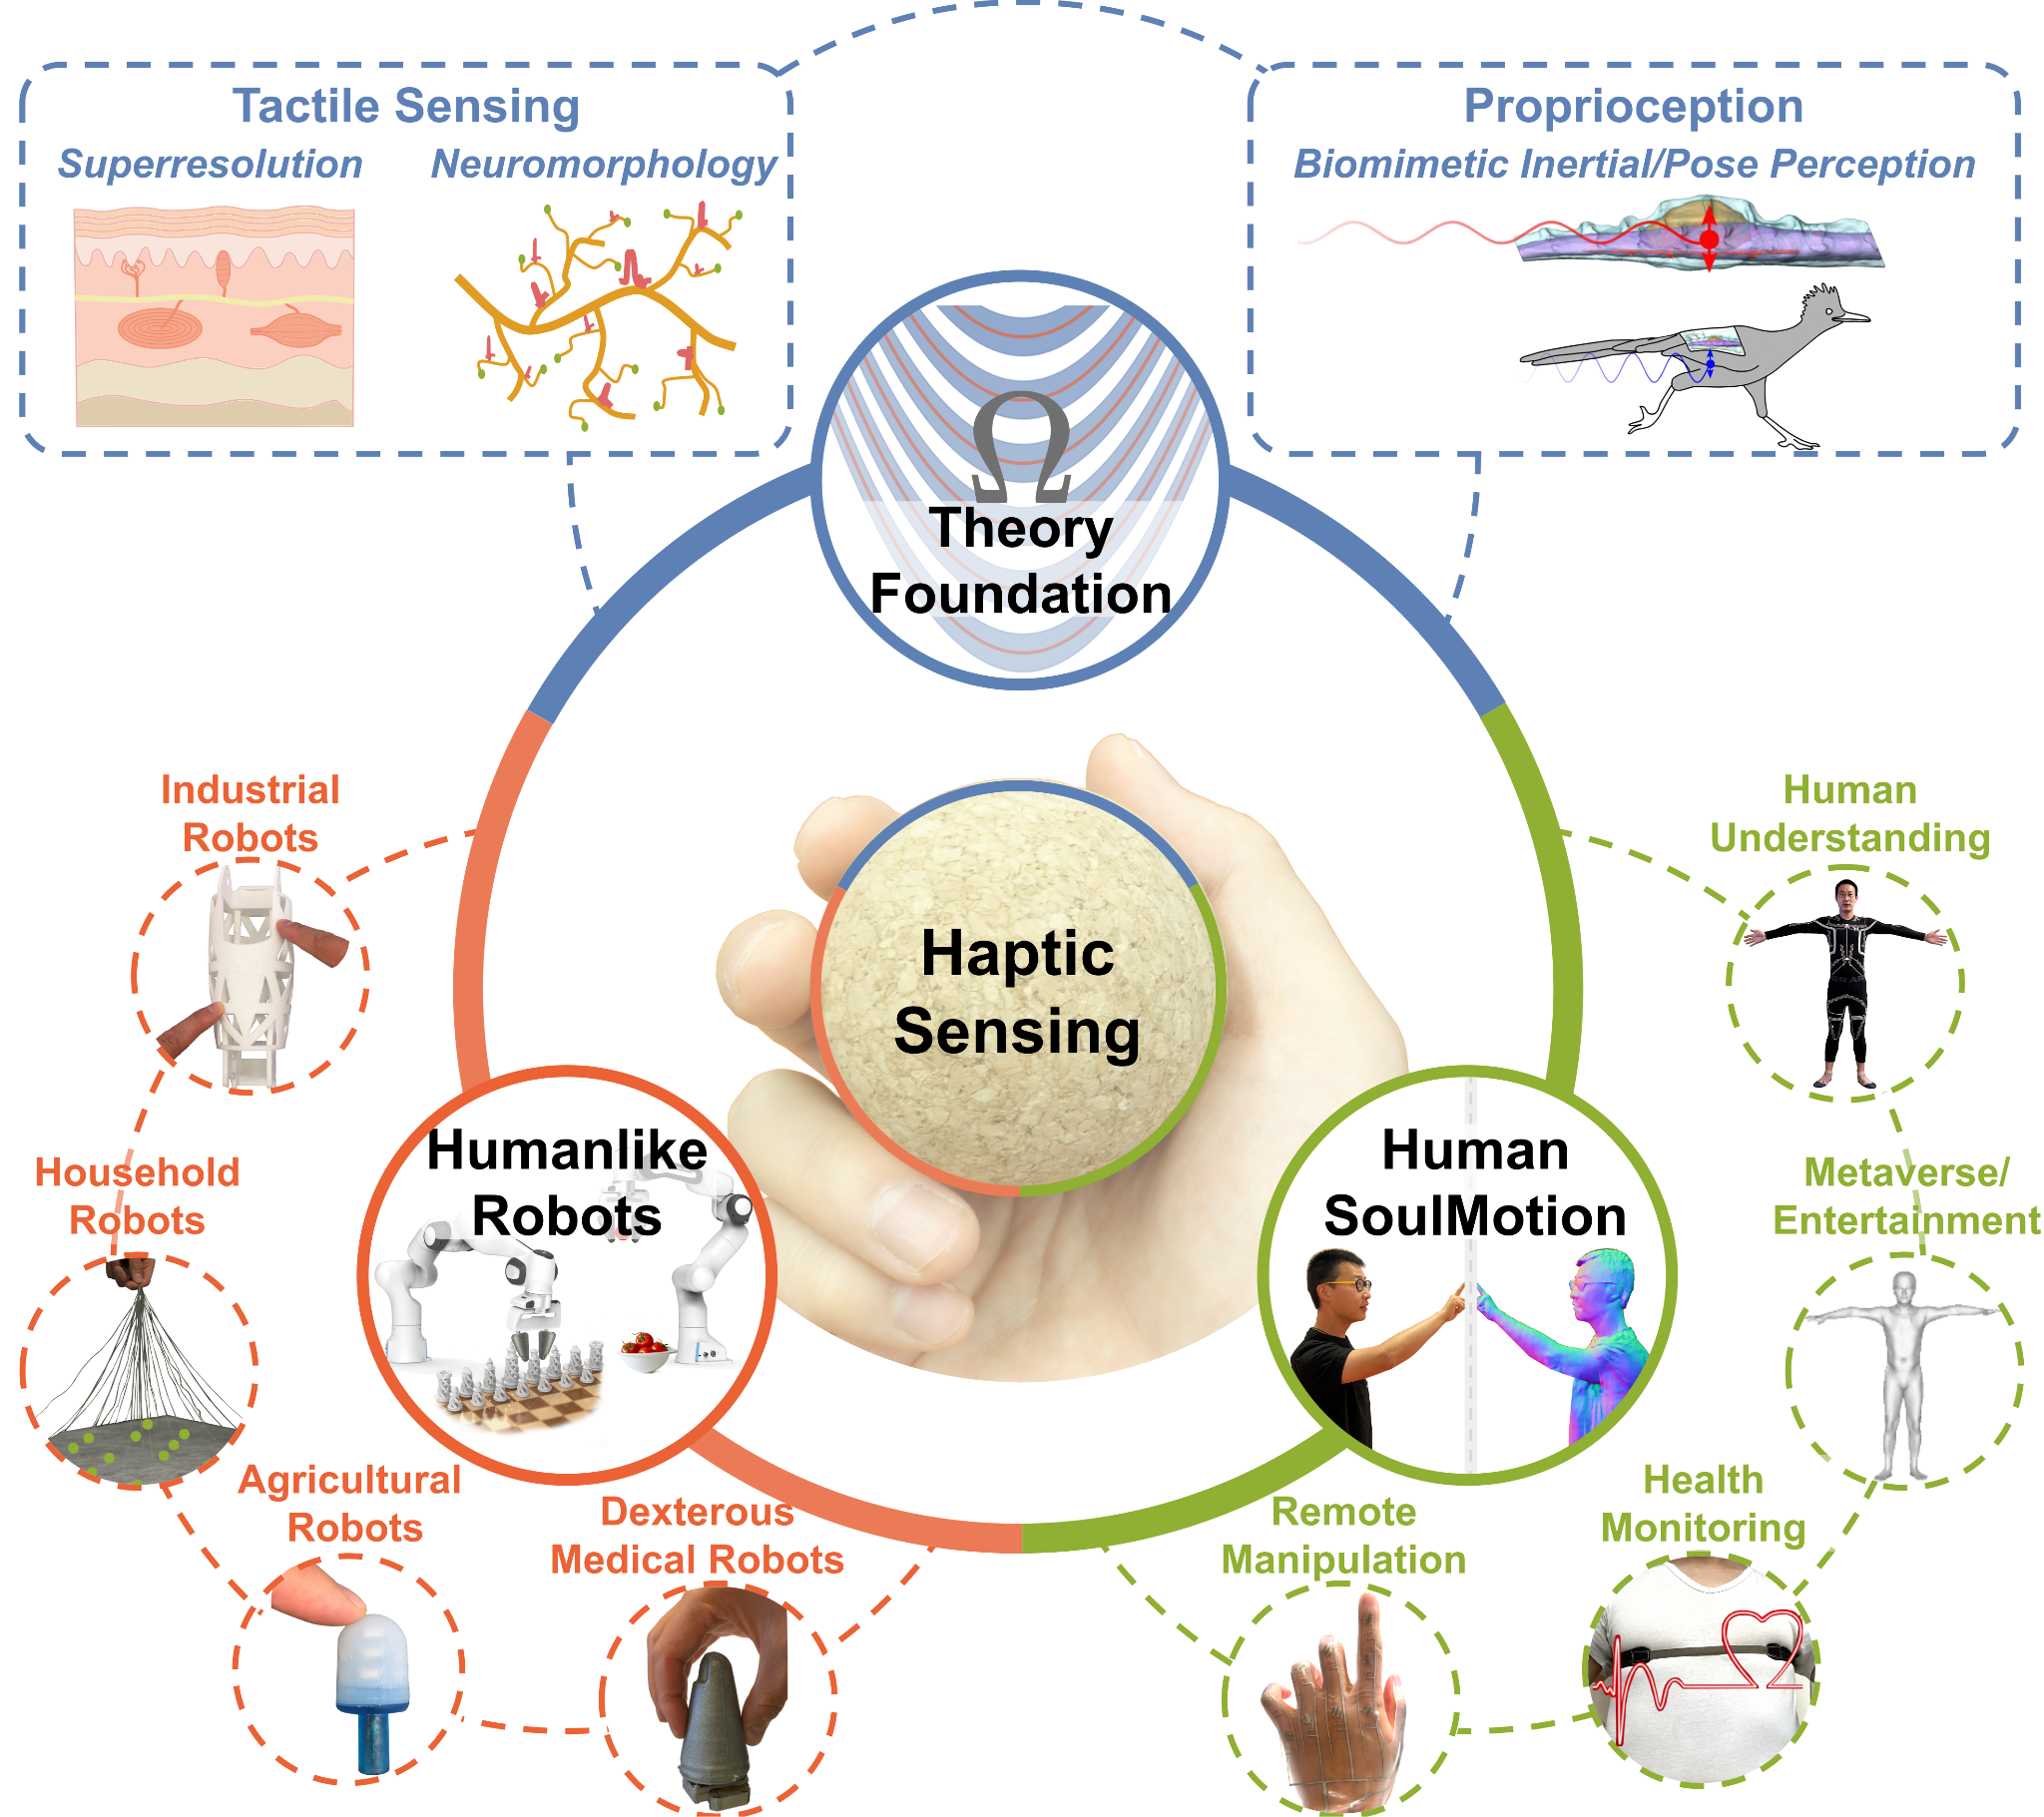 Tactile Sensing
Superresolution
Neuromorphology
Proprioception
Biomimetic Inertial/Pose Perception
Ω
Theory
Foundation
Haptic
Sensing
Industrial
Robots
Household
Robots
Agricultural
Robots
Dexterous
Medical Robots
Humanlike
Robots
Human
SoulMotion
Human
Understanding
Metaverse/
Entertainment
Health
Monitoring
Remote
Manipulation